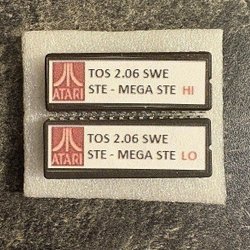 TOS 2.06 SWE
STE - MEGA STE HI
ATARI
TOS 2.06 SWE
STE - MEGA STE LO
ATARI